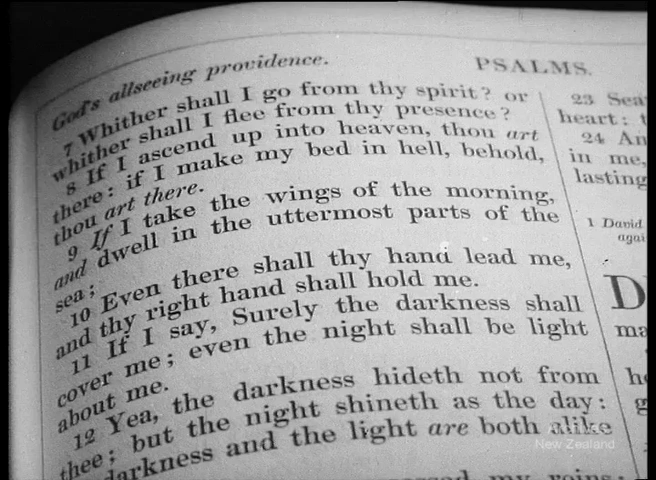 God's allseeing providence.
PSALMS.
7 Whither shall I go from thy spirit? or
whither shall I flee from thy presence?
8 If I ascend up into heaven, thou art
there: if I make my bed in hell, behold,
thou art there.
9 If I take the wings of the morning,
and dwell in the uttermost parts of the
sea;
10 Even there shall thy hand lead me,
and thy right hand shall hold me.
11 If I say, Surely the darkness shall
cover me; even the night shall be light
about me.
12 Yea, the darkness hideth not from
thee; but the night shineth as the day:
darkness and the light are both alike
my reins:
23 Sea
heart:
24 An
in me,
lasting
1 David
agai
D
ma
New Zealand